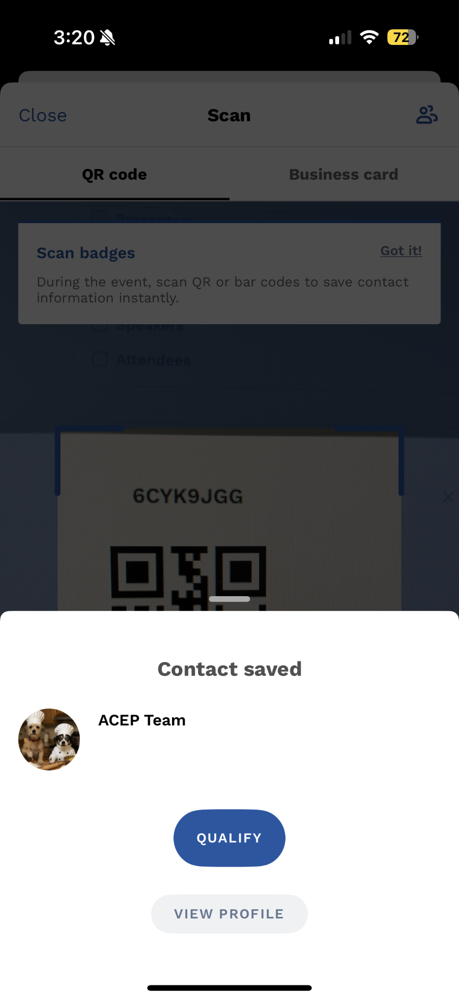 3:20
72
Close
Scan
QR code
Business card
Presenters
Scan badges
Got it!
During the event, scan QR or bar codes to save contact
information instantly.
Speakers
Attendees
6CYK9JGG
Contact saved
ACEP Team
QUALIFY
VIEW PROFILE